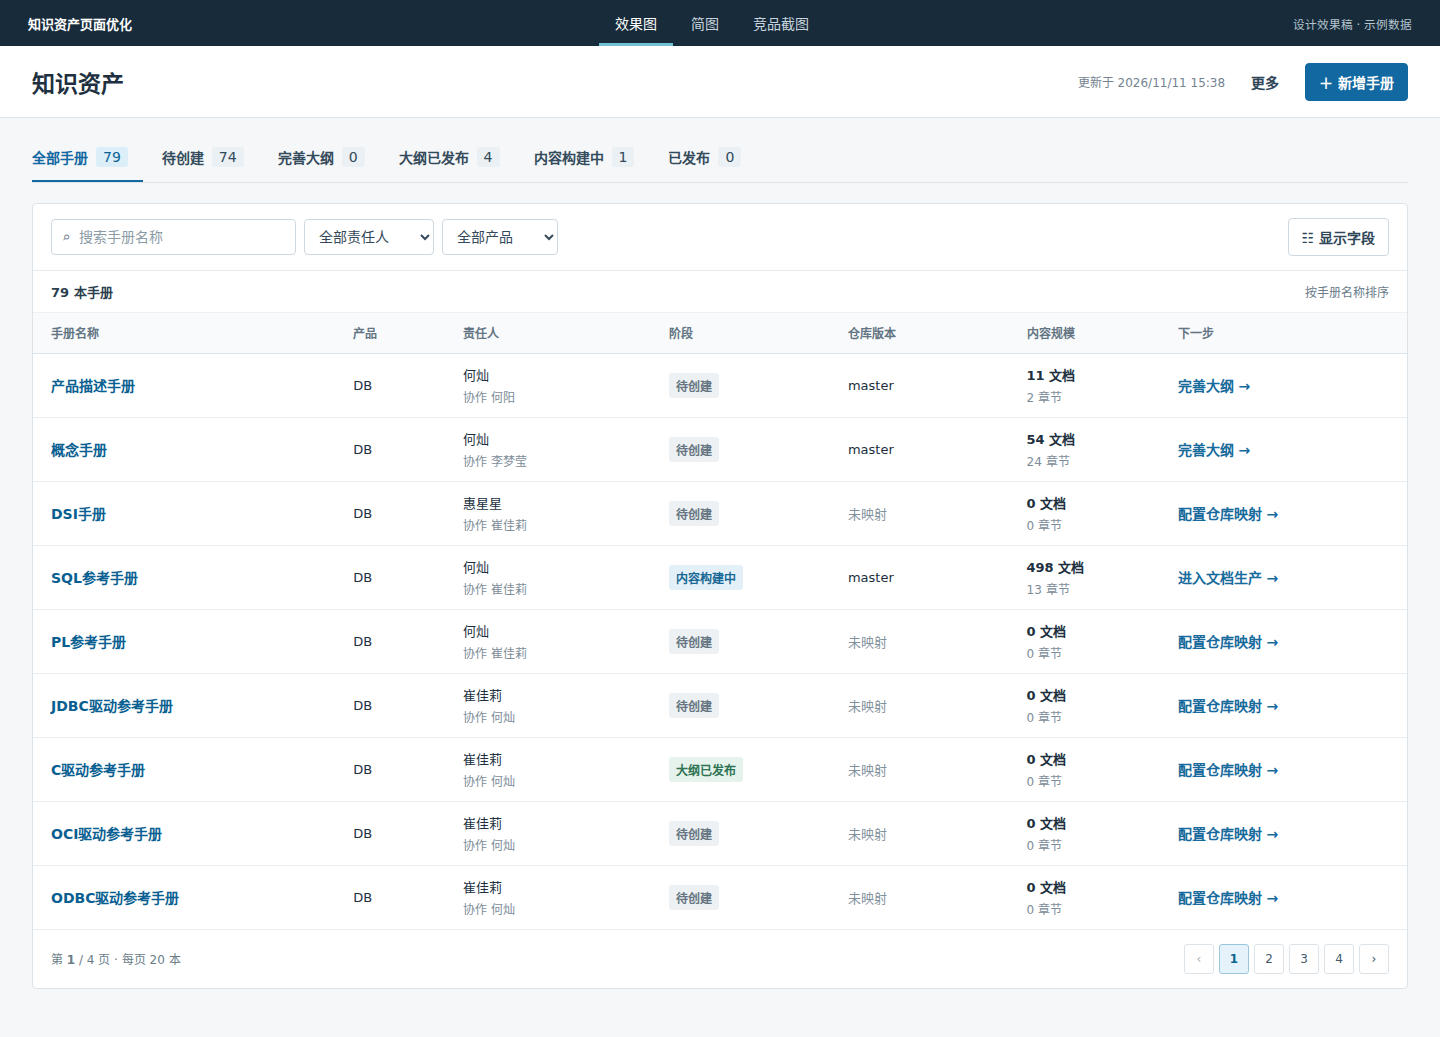 知识资产页面优化 效果图 简图 竞品截图 设计效果稿 · 示例数据
知识资产 更新于 2026/11/11 15:38 更多 + 新增手册
全部手册 79 待创建 74 完善大纲 0 大纲已发布 4 内容构建中 1 已发布 0
⌕ 搜索手册名称 全部责任人 全部产品 ☷ 显示字段
79 本手册 按手册名称排序
手册名称 产品 责任人 阶段 仓库版本 内容规模 下一步
产品描述手册 DB 何灿 待创建 master 11 文档 完善大纲 →
协作 何阳 2 章节
概念手册 DB 何灿 待创建 master 54 文档 完善大纲 →
协作 李梦莹 24 章节
DSI手册 DB 惠星星 待创建 未映射 0 文档 配置仓库映射 →
协作 崔佳莉 0 章节
SQL参考手册 DB 何灿 内容构建中 master 498 文档 进入文档生产 →
协作 崔佳莉 13 章节
PL参考手册 DB 何灿 待创建 未映射 0 文档 配置仓库映射 →
协作 崔佳莉 0 章节
JDBC驱动参考手册 DB 崔佳莉 待创建 未映射 0 文档 配置仓库映射 →
协作 何灿 0 章节
C驱动参考手册 DB 崔佳莉 大纲已发布 未映射 0 文档 配置仓库映射 →
协作 何灿 0 章节
OCI驱动参考手册 DB 崔佳莉 待创建 未映射 0 文档 配置仓库映射 →
协作 何灿 0 章节
ODBC驱动参考手册 DB 崔佳莉 待创建 未映射 0 文档 配置仓库映射 →
协作 何灿 0 章节
第 1 / 4 页 · 每页 20 本 ‹ 1 2 3 4 ›